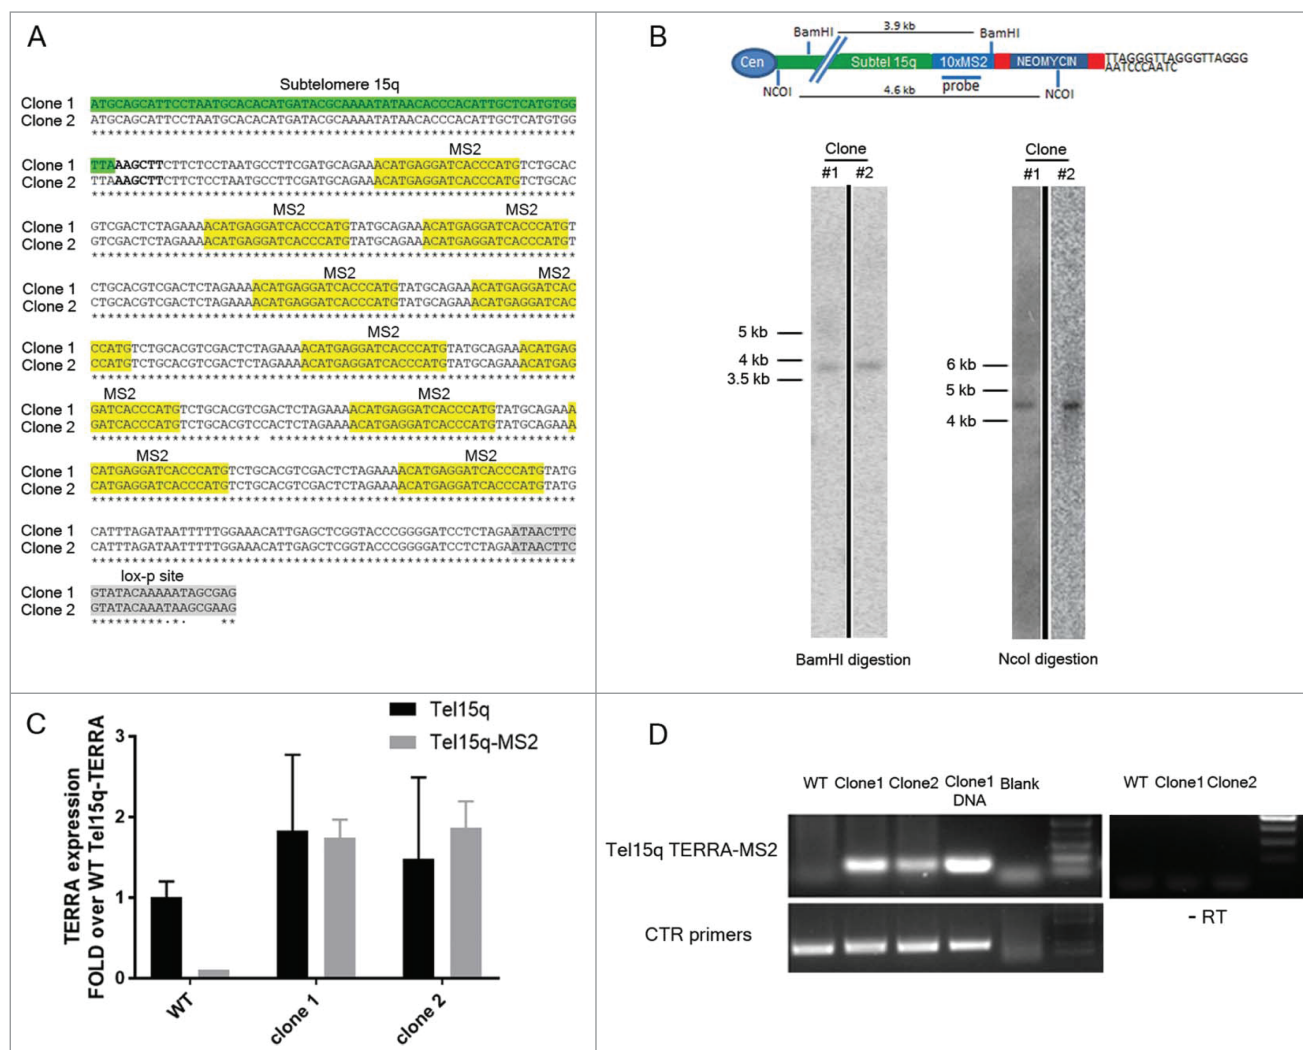 A
Subtelomere 15q
Clone 1 ATGCAGCATTCCTAATGCACACATGATACGCAAAATATAACACCCACATTGCTCATGTGG
Clone 2 ATGCAGCATTCCTAATGCACACATGATACGCAAAATATAACACCCACATTGCTCATGTGG
************************************************************
MS2
Clone 1 TTAAAGCTTCTTCTCCTAATGCCTTCGATGCAGAAACATGAGGATCACCCATGTCTGCAC
Clone 2 TTAAAGCTTCTTCTCCTAATGCCTTCGATGCAGAAACATGAGGATCACCCATGTCTGCAC
************************************************************
MS2 MS2
Clone 1 GTCGACTCTAGAAAACATGAGGATCACCCATGTATGCAGAAACATGAGGATCACCCATGT
Clone 2 GTCGACTCTAGAAAACATGAGGATCACCCATGTATGCAGAAACATGAGGATCACCCATGT
************************************************************
MS2 MS2
Clone 1 CTGCACGTCGACTCTAGAAAACATGAGGATCACCCATGTATGCAGAAACATGAGGATCAC
Clone 2 CTGCACGTCGACTCTAGAAAACATGAGGATCACCCATGTATGCAGAAACATGAGGATCAC
************************************************************
MS2
Clone 1 CCATGTCTGCACGTCGACTCTAGAAAACATGAGGATCACCCATGTATGCAGAAACATGAG
Clone 2 CCATGTCTGCACGTCGACTCTAGAAAACATGAGGATCACCCATGTATGCAGAAACATGAG
************************************************************
MS2 MS2
Clone 1 GATCACCCATGTCTGCACGTCGACTCTAGAAAACATGAGGATCACCCATGTATGCAGAAA
Clone 2 GATCACCCATGTCTGCACGTCCACTCTAGAAAACATGAGGATCACCCATGTATGCAGAAA
********************* **************************************
MS2 MS2
Clone 1 CATGAGGATCACCCATGTCTGCACGTCGACTCTAGAAAACATGAGGATCACCCATGTATG
Clone 2 CATGAGGATCACCCATGTCTGCACGTCGACTCTAGAAAACATGAGGATCACCCATGTATG
************************************************************
Clone 1 CATTTAGATAATTTTTGGAAACATTGAGCTCGGTACCCGGGGATCCTCTAGAATAACTTC
Clone 2 CATTTAGATAATTTTTGGAAACATTGAGCTCGGTACCCGGGGATCCTCTAGAATAACTTC
************************************************************
lox-p site
Clone 1 GTATACAAAAATAGCGAG
Clone 2 GTATACAAATAAGCGAAG
*********.*.    **
B
3.9 kb
BamHI BamHI
Cen Subtel 15q 10xMS2 NEOMYCIN TTAGGGTTAGGGTTAGGG
AATCCCAATC
probe
NCOI 4.6 kb NCOI
Clone
#1 #2
5 kb
4 kb
3.5 kb
BamHI digestion
Clone
#1 #2
6 kb
5 kb
4 kb
NcoI digestion
C
Tel15q
Tel15q-MS2
TERRA expression
FOLD over WT Tel15q-TERRA
3
2
1
0
WT
clone 1
clone 2
D
WT Clone1 Clone2 Clone1 DNA Blank
WT Clone1 Clone2
Tel15q TERRA-MS2
CTR primers
- RT